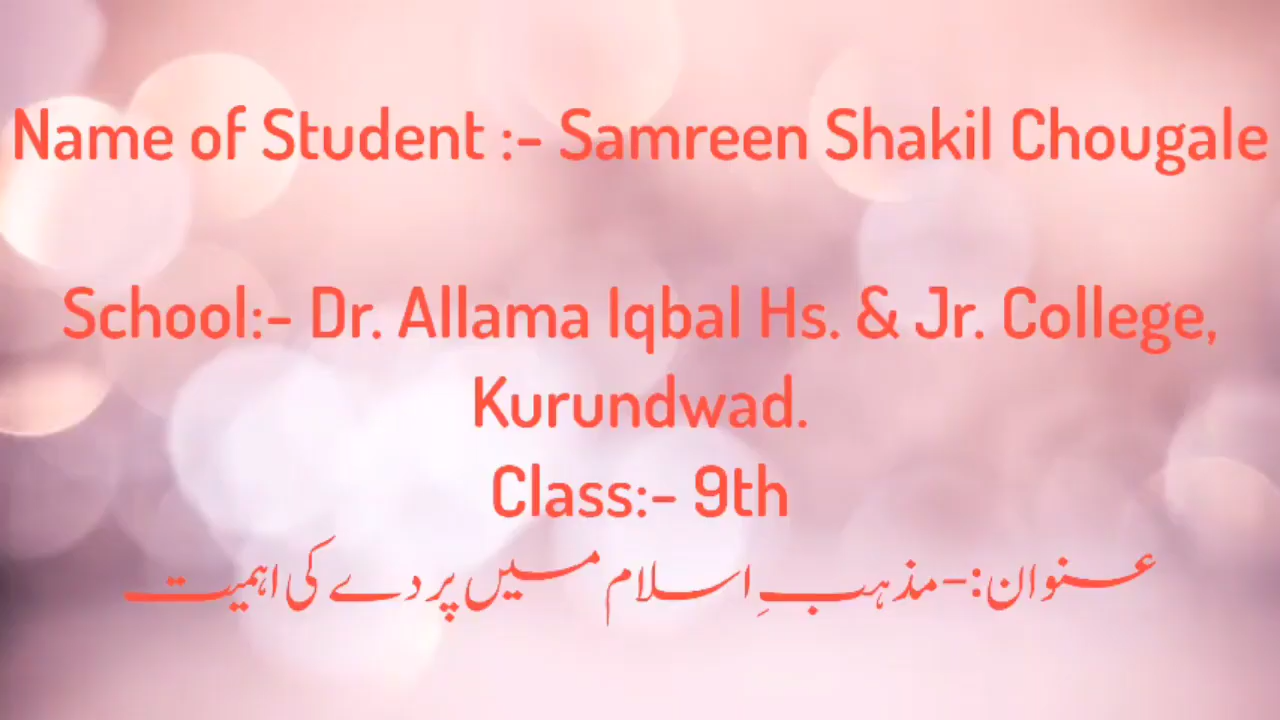 Name of Student :- Samreen Shakil Chougale
School:- Dr. Allama Iqbal Hs. & Jr. College,
Kurundwad.
Class:- 9th
عنوان:-مذہبِ اسلام میں پردے کی اہمیت